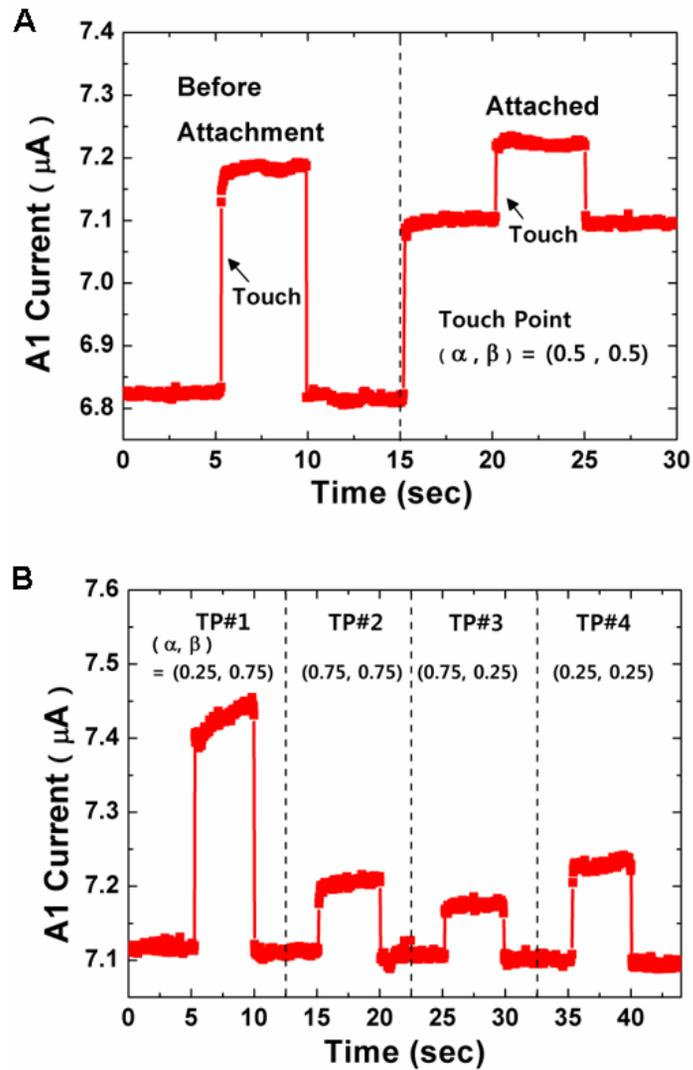 A
7.4
7.3
7.2
7.1
7.0
6.9
6.8
A1 Current ( μA )
Before
Attachment
Attached
Touch
Touch
Touch Point
( α , β ) = (0.5 , 0.5)
0 5 10 15 20 25 30
Time (sec)
B
7.6
7.5
7.4
7.3
7.2
7.1
A1 Current ( μA )
TP#1 TP#2 TP#3 TP#4
( α, β )
= (0.25, 0.75) (0.75, 0.75) (0.75, 0.25) (0.25, 0.25)
0 5 10 15 20 25 30 35 40
Time (sec)